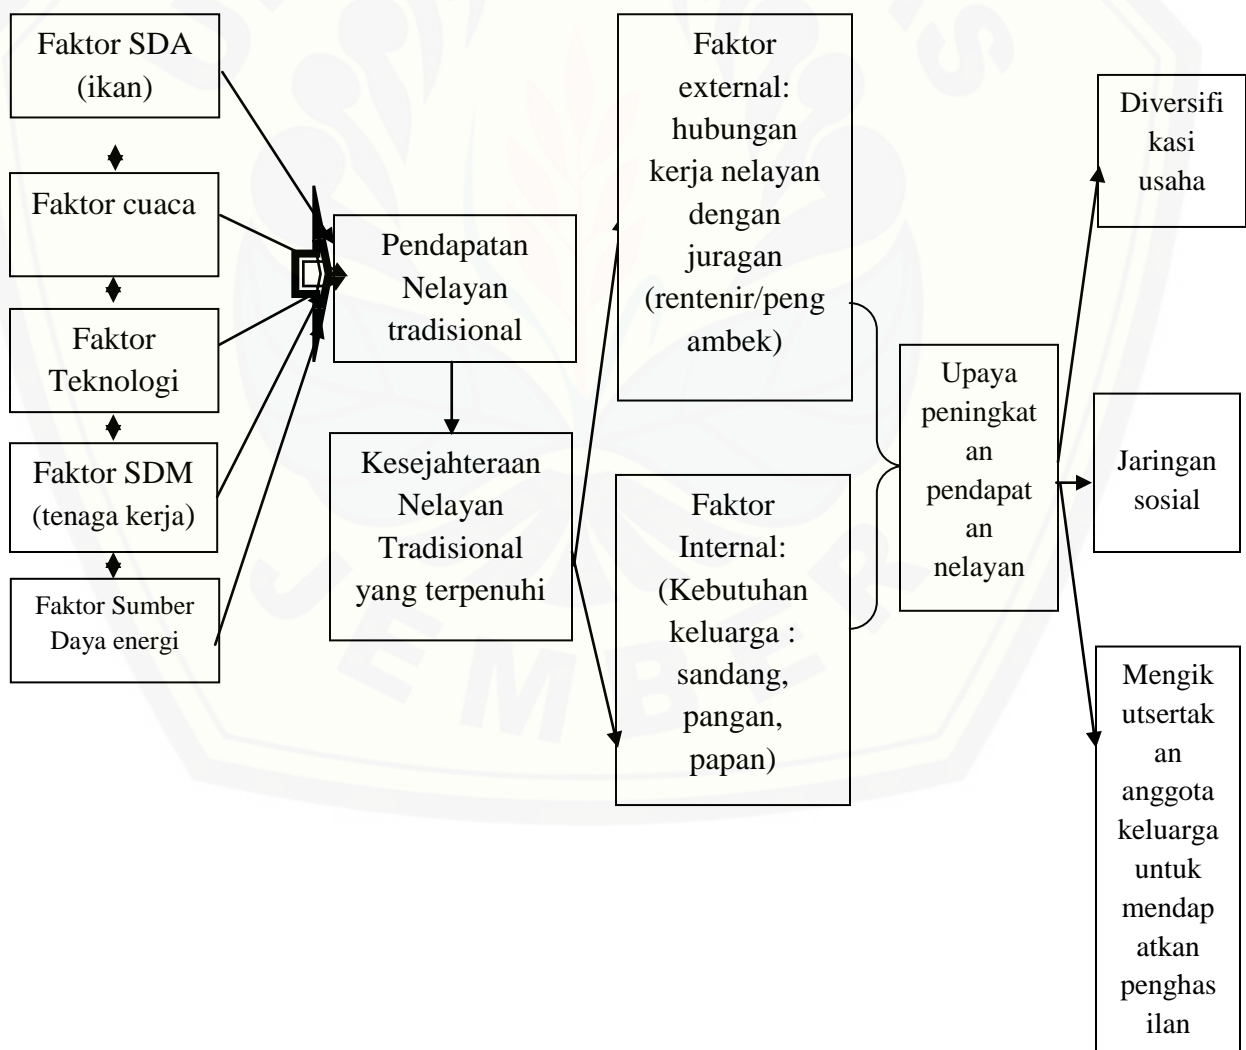 Faktor SDA
(ikan)
Faktor cuaca
Faktor
Teknologi
Faktor SDM
(tenaga kerja)
Faktor Sumber
Daya energi
Pendapatan
Nelayan
tradisional
Kesejahteraan
Nelayan
Tradisional
yang terpenuhi
Faktor
external:
hubungan
kerja nelayan
dengan
juragan
(rentenir/peng
ambek)
Faktor
Internal:
(Kebutuhan
keluarga :
sandang,
pangan,
papan)
Upaya
peningkat
an
pendapat
an
nelayan
Diversifi
kasi
usaha
Jaringan
sosial
Mengik
utsertak
an
anggota
keluarga
untuk
mendap
atkan
penghas
ilan
JEMBER